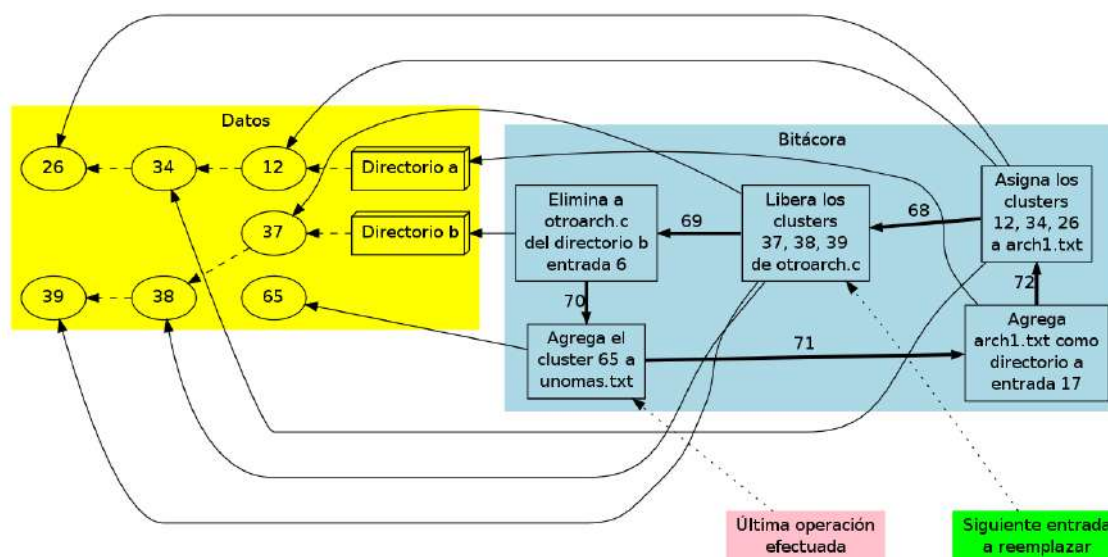 Datos
26
34
12
Directorio a
37
Directorio b
39
38
65
Bitácora
Elimina a
otroarch.c
del directorio b
entrada 6
69
Libera los
clusters
37, 38, 39
de otroarch.c
68
Asigna los
clusters
12, 34, 26
a arch1.txt
70
72
Agrega el
cluster 65 a
unomas.txt
71
Agrega
arch1.txt como
directorio a
entrada 17
Última operación
efectuada
Siguiente entrada
a reemplazar